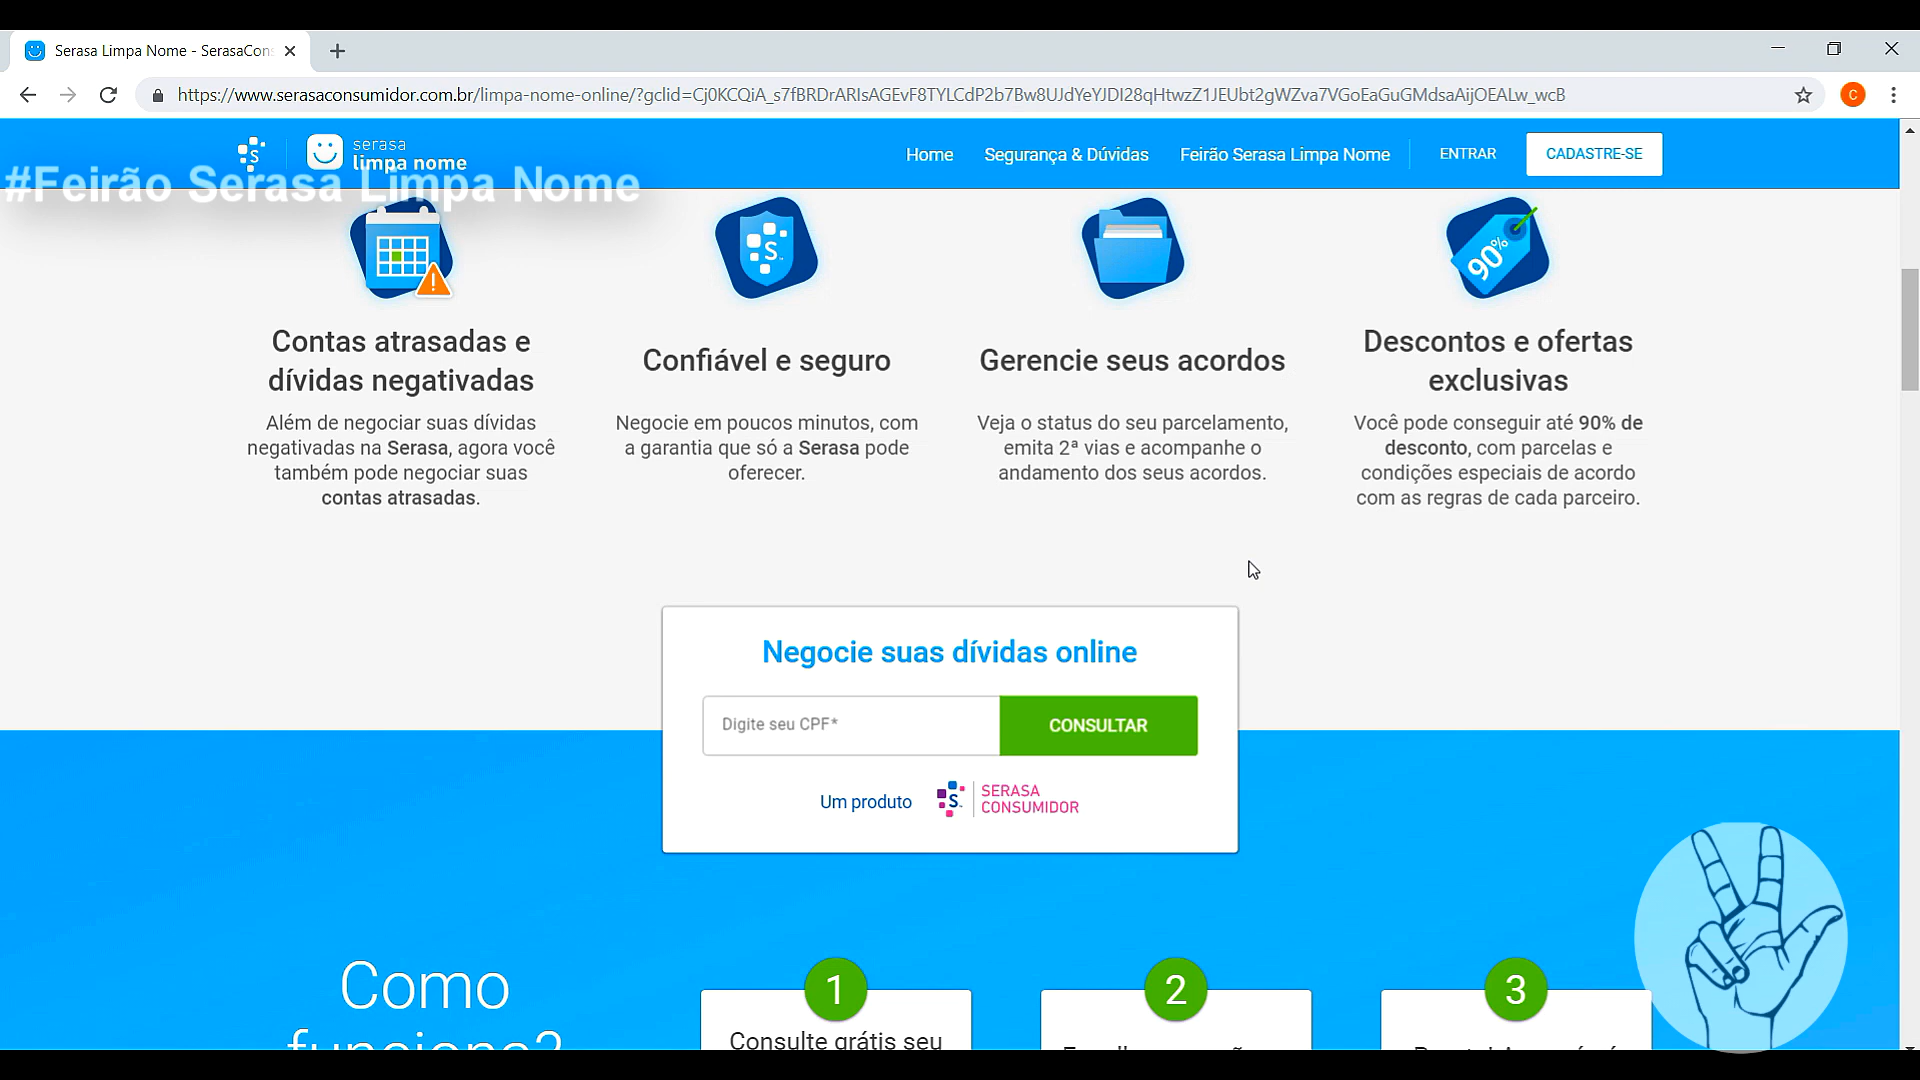 Serasa Limpa Nome - SerasaCons
https://www.serasaconsumidor.com.br/limpa-nome-online/?gclid=Cj0KCQiA_s7fBRDrARIsAGEvF8TYLCdP2b7Bw8UJdYeYJDI28qHtwzZ1JEUbt2gWZva7VGoEaGuGMdsaAijOEALw_wcB
C
S
serasa
limpa nome
Home
Segurança & Dúvidas
Feirão Serasa Limpa Nome
ENTRAR
CADASTRE-SE
#Feirão Serasa Limpa Nome
S
90%
Contas atrasadas e
dívidas negativadas
Além de negociar suas dívidas
negativadas na Serasa, agora você
também pode negociar suas
contas atrasadas.
Confiável e seguro
Negocie em poucos minutos, com
a garantia que só a Serasa pode
oferecer.
Gerencie seus acordos
Veja o status do seu parcelamento,
emita 2ª vias e acompanhe o
andamento dos seus acordos.
Descontos e ofertas
exclusivas
Você pode conseguir até 90% de
desconto, com parcelas e
condições especiais de acordo
com as regras de cada parceiro.
Negocie suas dívidas online
Digite seu CPF*
CONSULTAR
Um produto
S
SERASA
CONSUMIDOR
Como
funciona?
1
Consulte grátis seu
2
3